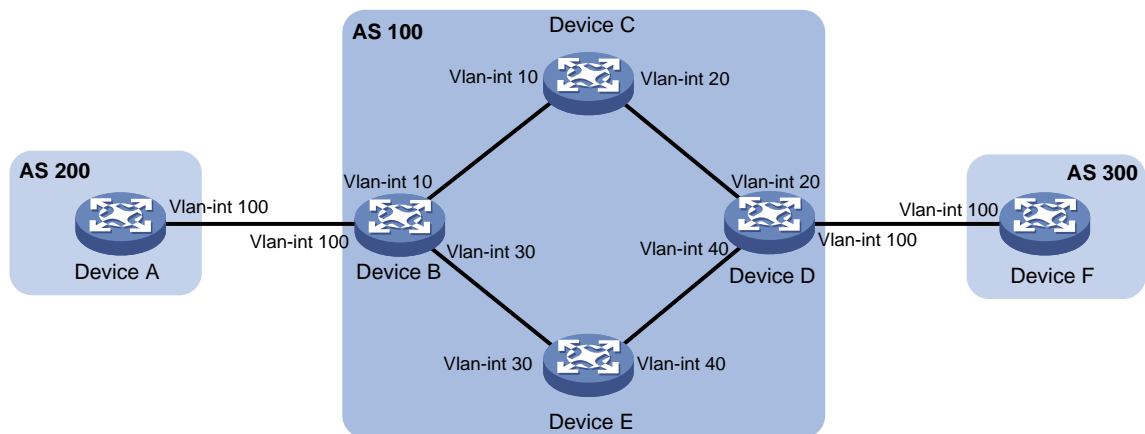 AS 100
Device C
Vlan-int 10
Vlan-int 20
AS 200
Vlan-int 10
Vlan-int 20
AS 300
Vlan-int 100
Vlan-int 100
Vlan-int 100
Vlan-int 30
Vlan-int 40
Vlan-int 100
Device A
Device B
Device D
Device F
Vlan-int 30
Vlan-int 40
Device E